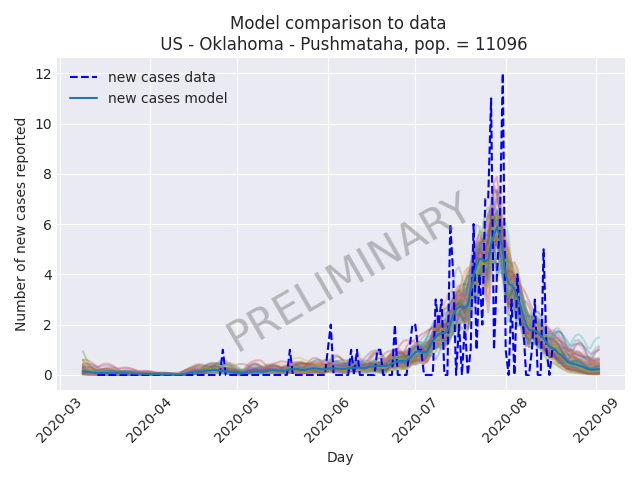 Model comparison to data
US - Oklahoma - Pushmataha, pop. = 11096
new cases data
new cases model
Number of new cases reported
12
10
8
6
4
2
0
PRELIMINARY
2020-03
2020-04
2020-05
2020-06
2020-07
2020-08
2020-09
Day